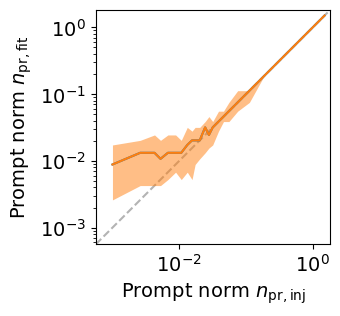 10⁰
10⁻¹
10⁻²
10⁻³
Prompt norm n_pr, fit
10⁻² 10⁰
Prompt norm n_pr, inj